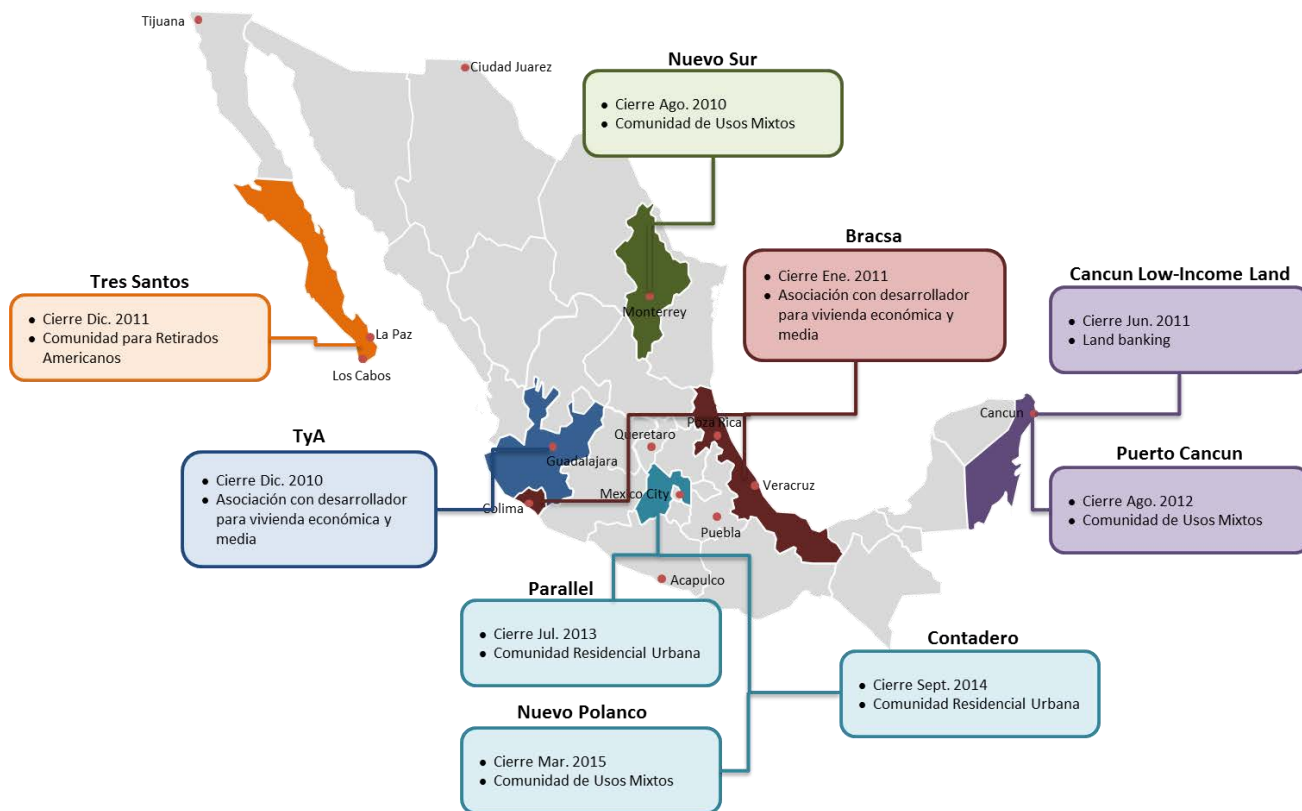 Tijuana
Ciudad Juarez
Nuevo Sur
• Cierre Ago. 2010
• Comunidad de Usos Mixtos
Monterrey
Bracsa
• Cierre Ene. 2011
• Asociación con desarrollador
para vivienda económica y
media
Cancun Low-Income Land
• Cierre Jun. 2011
• Land banking
Tres Santos
• Cierre Dic. 2011
• Comunidad para Retirados
Americanos
La Paz
Los Cabos
Cancun
Poza Rica
Queretaro
TyA
• Cierre Dic. 2010
• Asociación con desarrollador
para vivienda económica y
media
Guadalajara
Colima
Mexico City
Veracruz
Puebla
Acapulco
Puerto Cancun
• Cierre Ago. 2012
• Comunidad de Usos Mixtos
Parallel
• Cierre Jul. 2013
• Comunidad Residencial Urbana
Contadero
• Cierre Sept. 2014
• Comunidad Residencial Urbana
Nuevo Polanco
• Cierre Mar. 2015
• Comunidad de Usos Mixtos